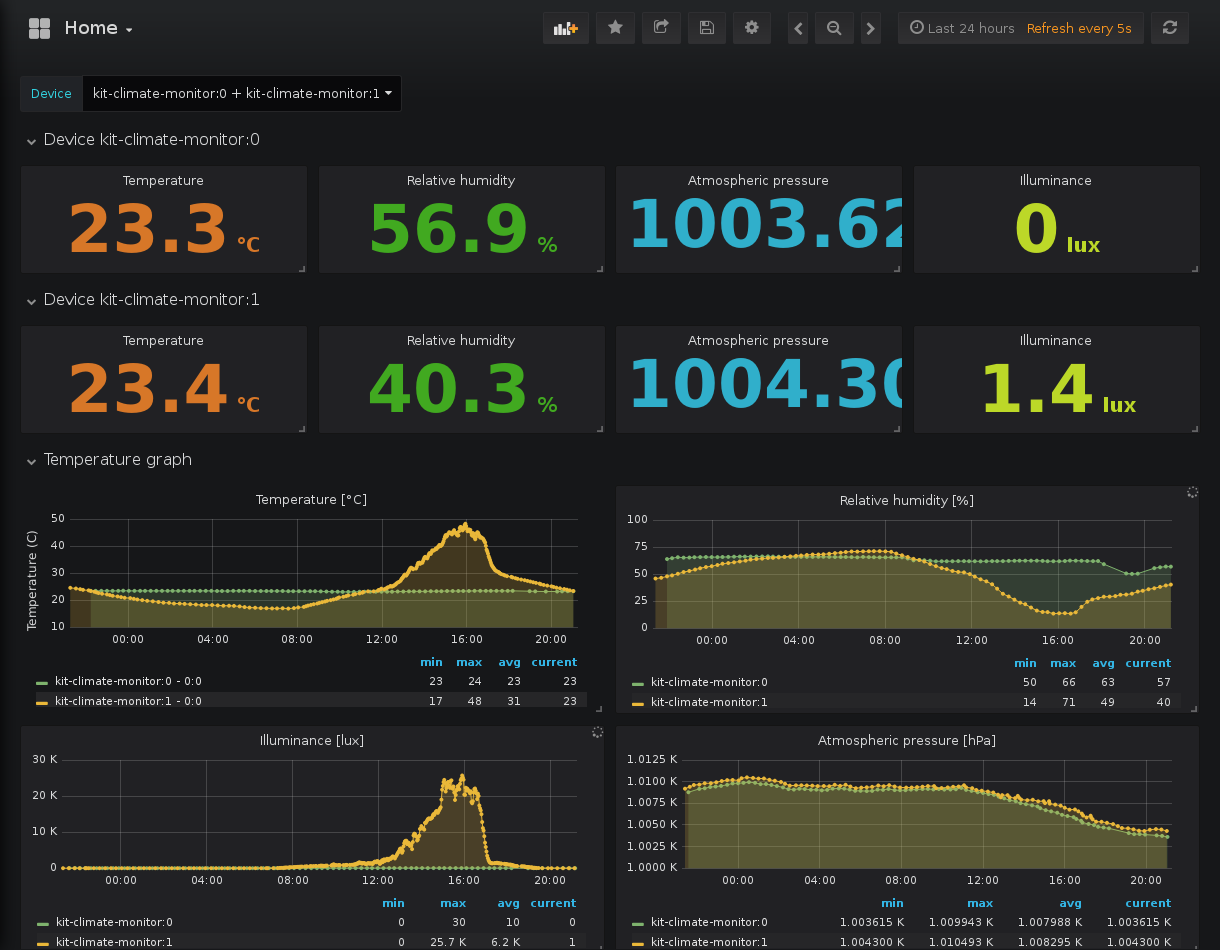 Home
Last 24 hours Refresh every 5s
Device kit-climate-monitor:0 + kit-climate-monitor:1
Device kit-climate-monitor:0
Temperature Relative humidity Atmospheric pressure Illuminance
23.3 °C 56.9 % 1003.62 0 lux
Device kit-climate-monitor:1
Temperature Relative humidity Atmospheric pressure Illuminance
23.4 °C 40.3 % 1004.30 1.4 lux
Temperature graph
Temperature [°C]
Temperature (C)
50
40
30
20
10
00:00 04:00 08:00 12:00 16:00 20:00
min max avg current
kit-climate-monitor:0 - 0:0 23 24 23 23
kit-climate-monitor:1 - 0:0 17 48 31 23
Relative humidity [%]
100
75
50
25
0
00:00 04:00 08:00 12:00 16:00 20:00
min max avg current
kit-climate-monitor:0 50 66 63 57
kit-climate-monitor:1 14 71 49 40
Illuminance [lux]
30 K
20 K
10 K
0
00:00 04:00 08:00 12:00 16:00 20:00
min max avg current
kit-climate-monitor:0 0 30 10 0
kit-climate-monitor:1 0 25.7 K 6.2 K 1
Atmospheric pressure [hPa]
1.0125 K
1.0100 K
1.0075 K
1.0050 K
1.0025 K
1.0000 K
00:00 04:00 08:00 12:00 16:00 20:00
min max avg current
kit-climate-monitor:0 1.003615 K 1.009943 K 1.007988 K 1.003615 K
kit-climate-monitor:1 1.004300 K 1.010493 K 1.008295 K 1.004300 K